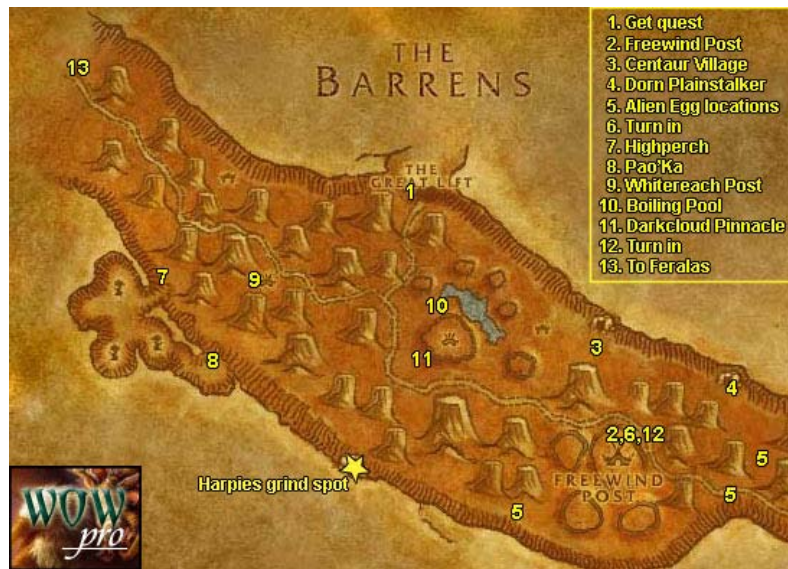 THE
BARRENS
1. Get quest
2. Freewind Post
3. Centaur Village
4. Dorn Plainstalker
5. Alien Egg locations
6. Turn in
7. Highperch
8. Pao'Ka
9. Whitereach Post
10. Boiling Pool
11. Darkcloud Pinnacle
12. Turn in
13. To Feralas
13
THE
GREAT LIFT
1
7
9
10
3
8
11
4
2,6,12
5
Harpies grind spot
FREEWIND
POST
5
5
WOW
pro